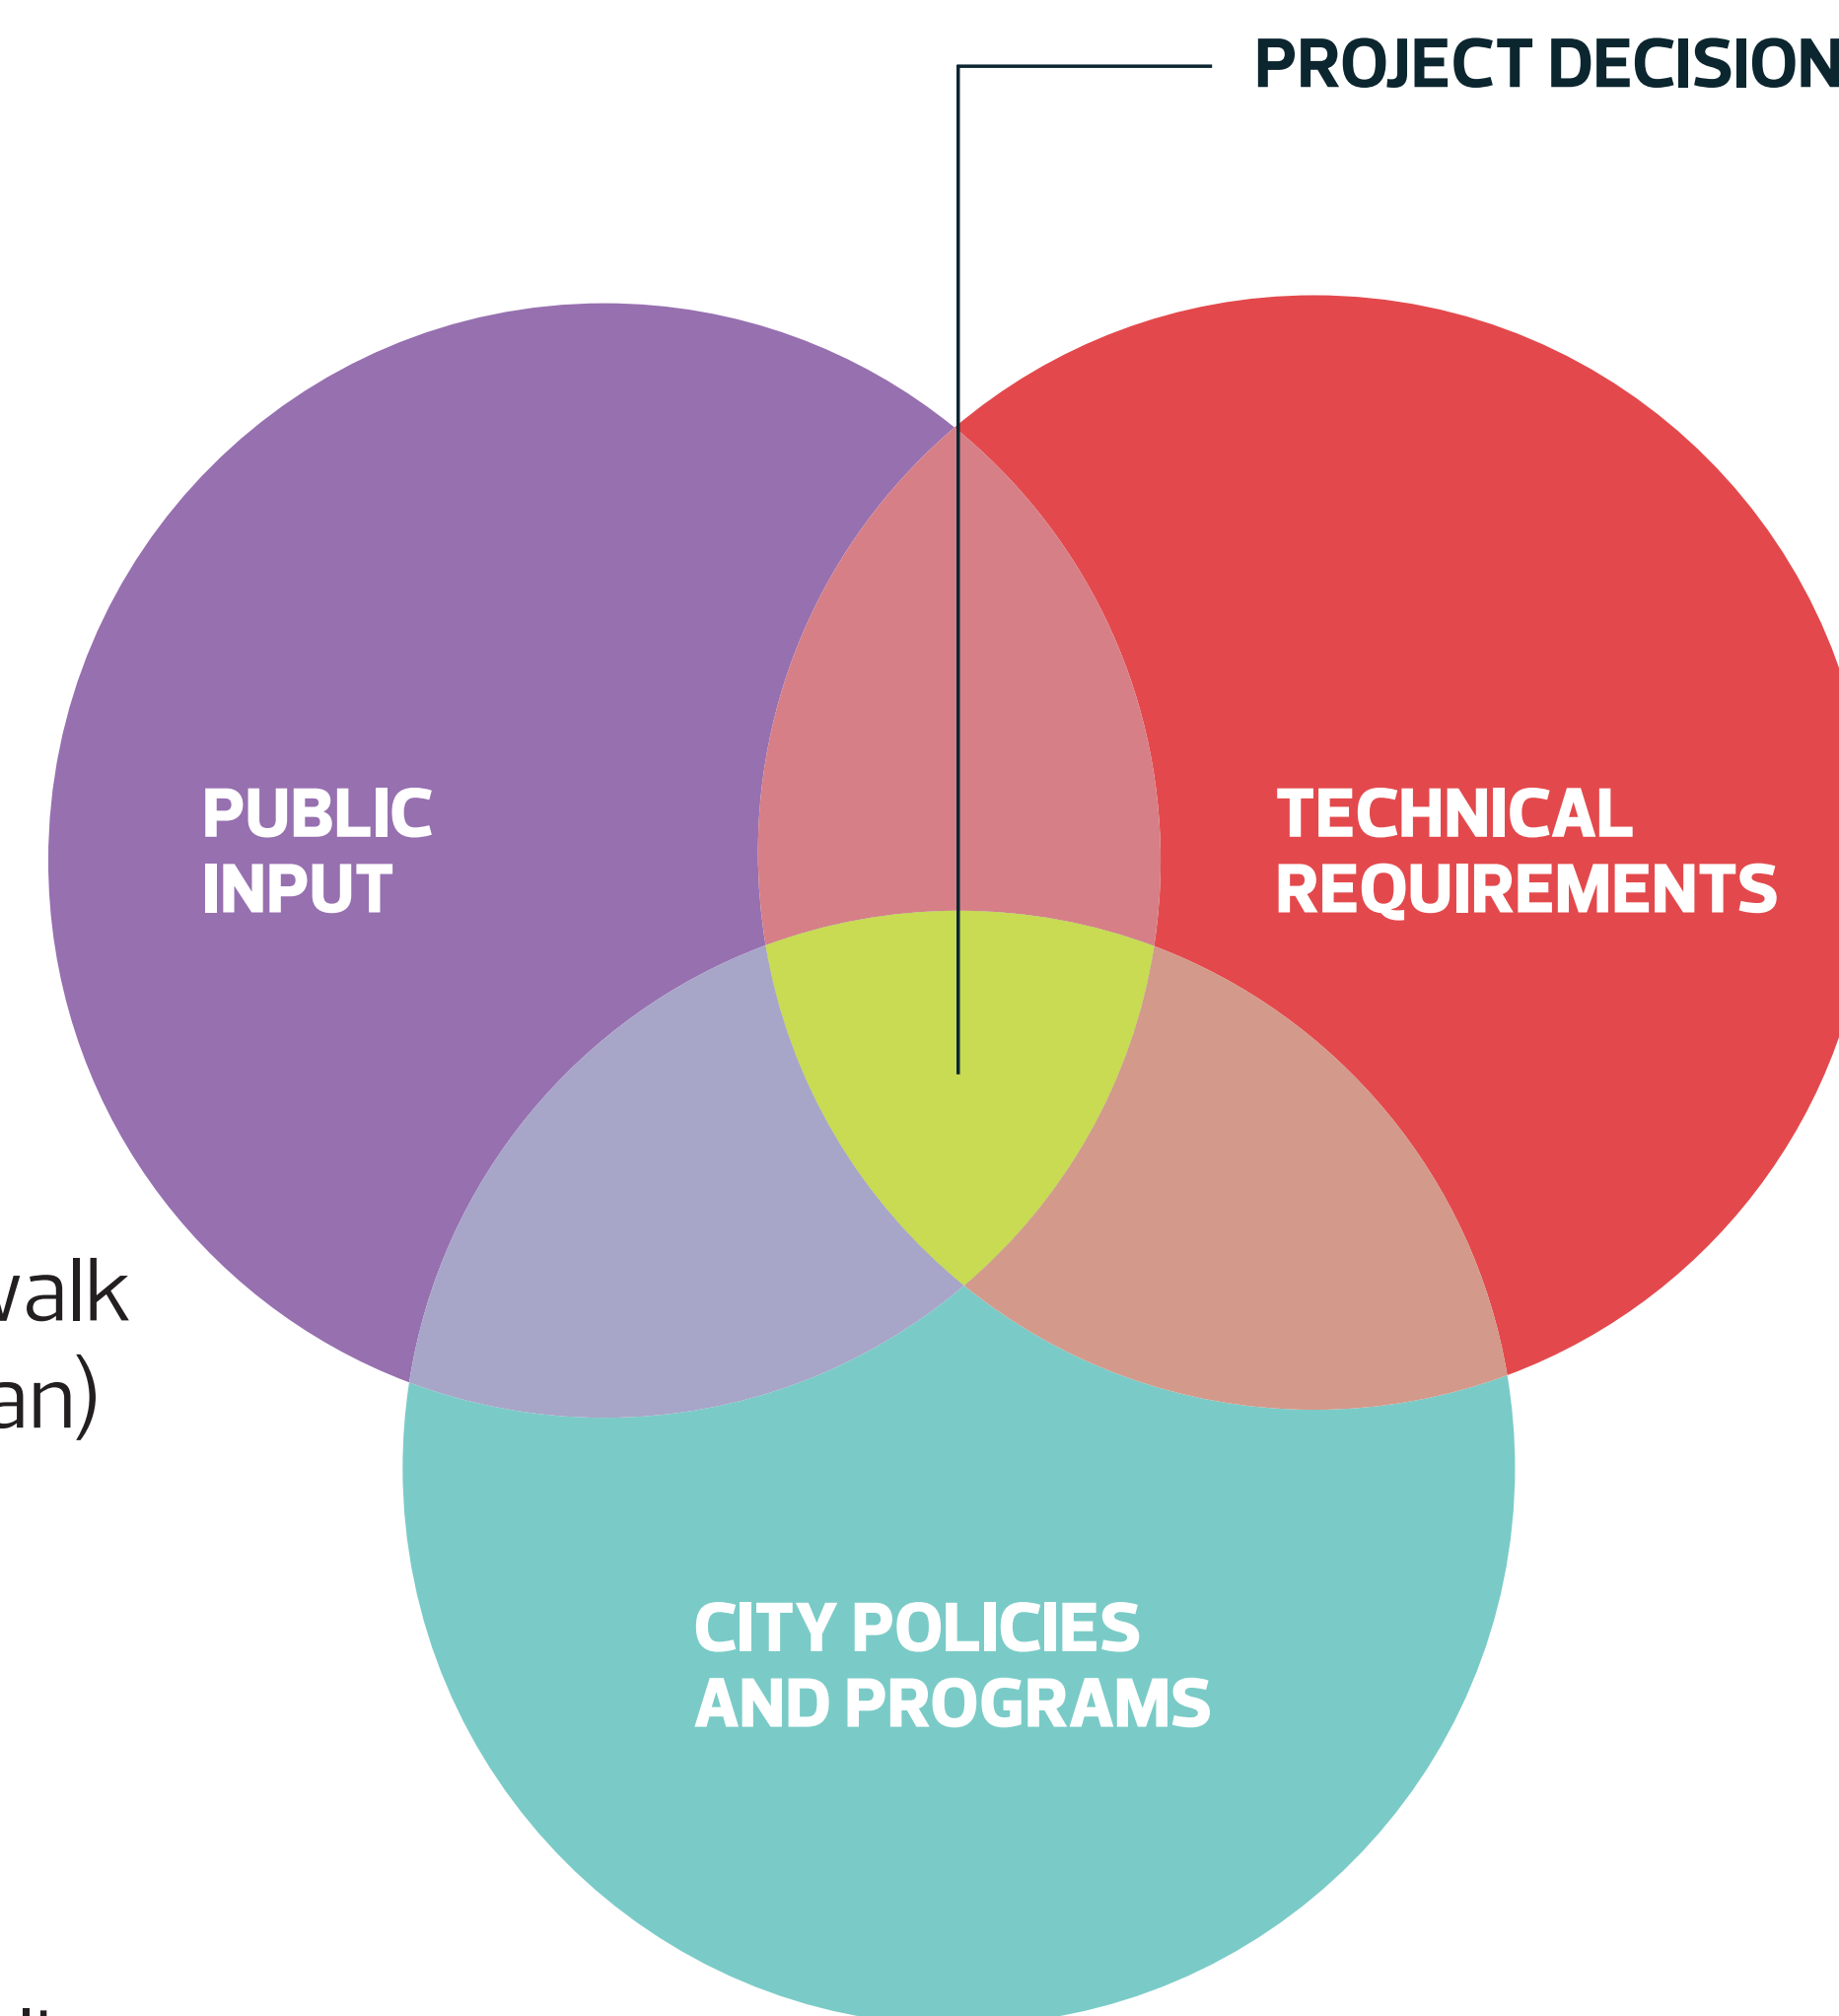 PROJECT DECISION
PUBLIC
INPUT
TECHNICAL
REQUIREMENTS
walk
an)
CITY POLICIES
AND PROGRAMS